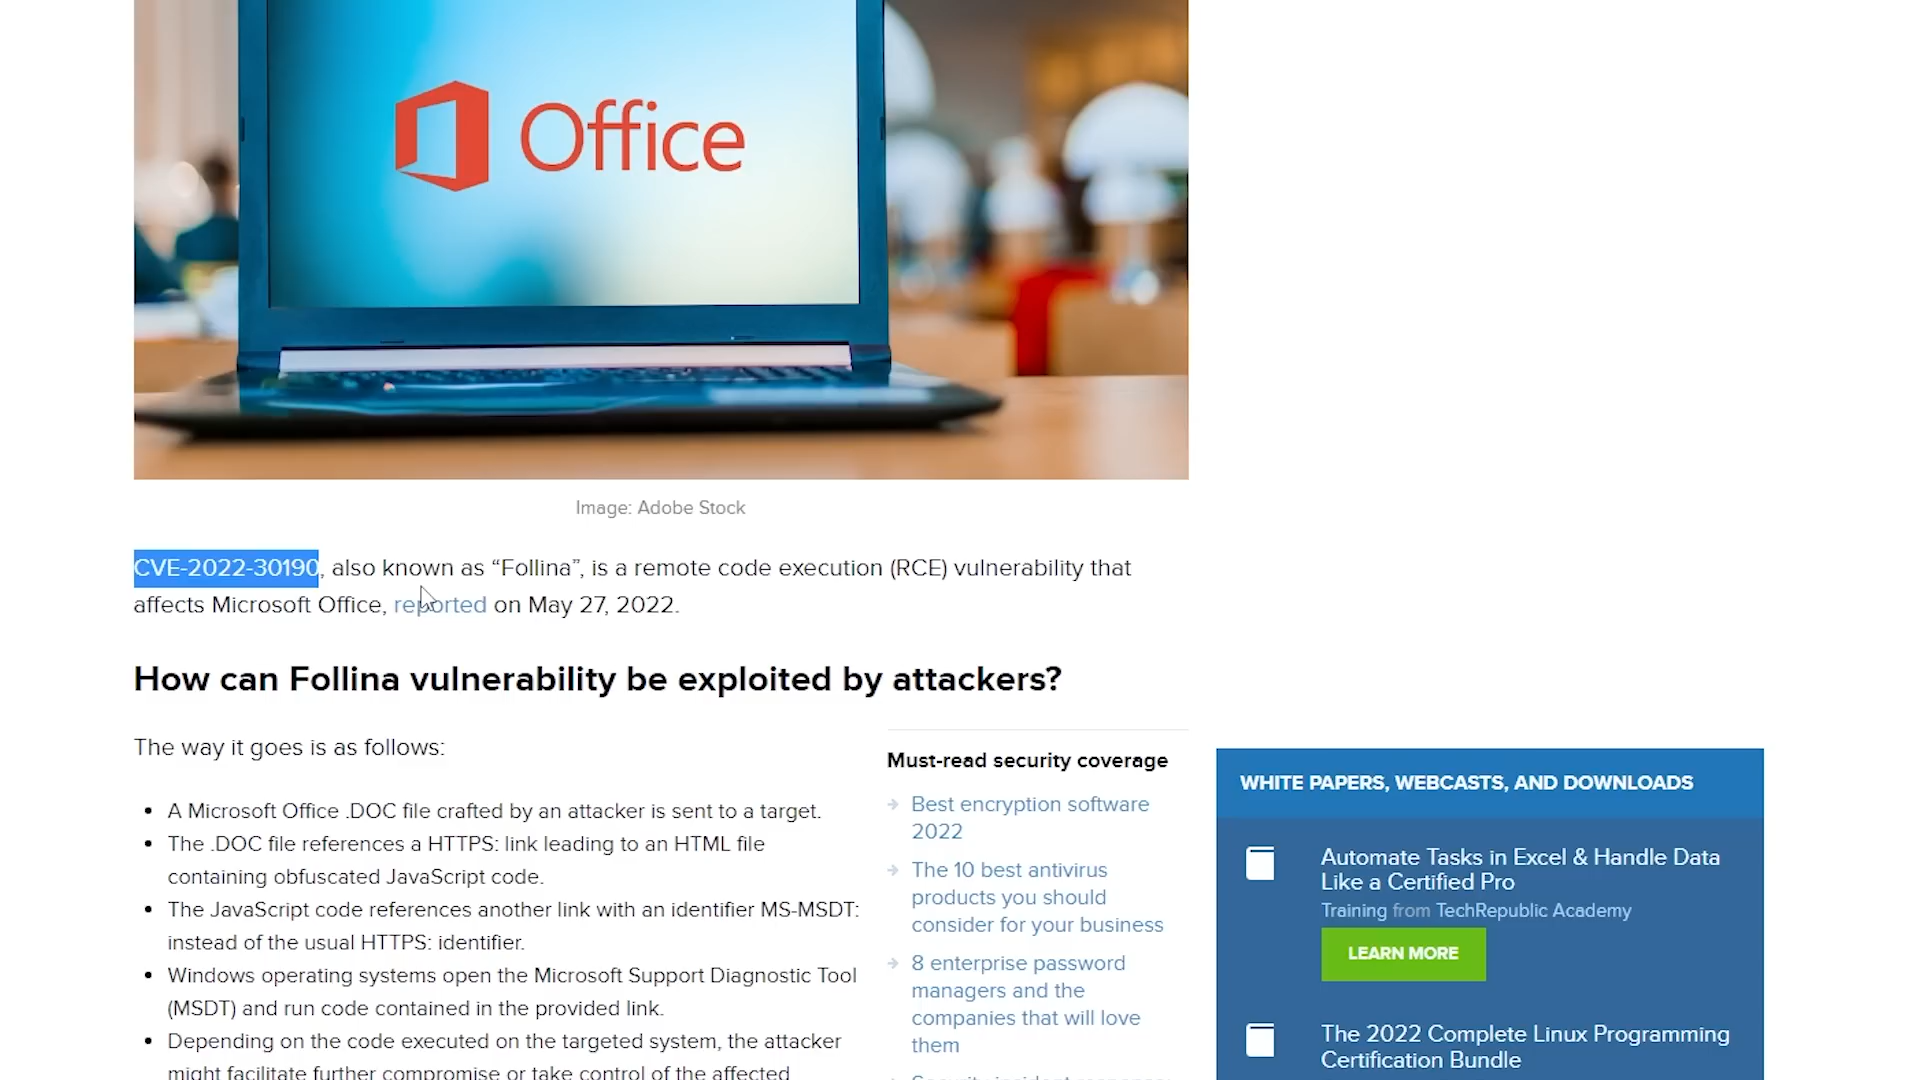 Office
Image: Adobe Stock
CVE-2022-30190, also known as “Follina”, is a remote code execution (RCE) vulnerability that
affects Microsoft Office, reported on May 27, 2022.
How can Follina vulnerability be exploited by attackers?
The way it goes is as follows:
• A Microsoft Office .DOC file crafted by an attacker is sent to a target.
• The .DOC file references a HTTPS: link leading to an HTML file
containing obfuscated JavaScript code.
• The JavaScript code references another link with an identifier MS-MSDT:
instead of the usual HTTPS: identifier.
• Windows operating systems open the Microsoft Support Diagnostic Tool
(MSDT) and run code contained in the provided link.
• Depending on the code executed on the targeted system, the attacker
might facilitate further compromise or take control of the affected
Must-read security coverage
Best encryption software
2022
The 10 best antivirus
products you should
consider for your business
8 enterprise password
managers and the
companies that will love
them
WHITE PAPERS, WEBCASTS, AND DOWNLOADS
Automate Tasks in Excel & Handle Data
Like a Certified Pro
Training from TechRepublic Academy
LEARN MORE
The 2022 Complete Linux Programming
Certification Bundle